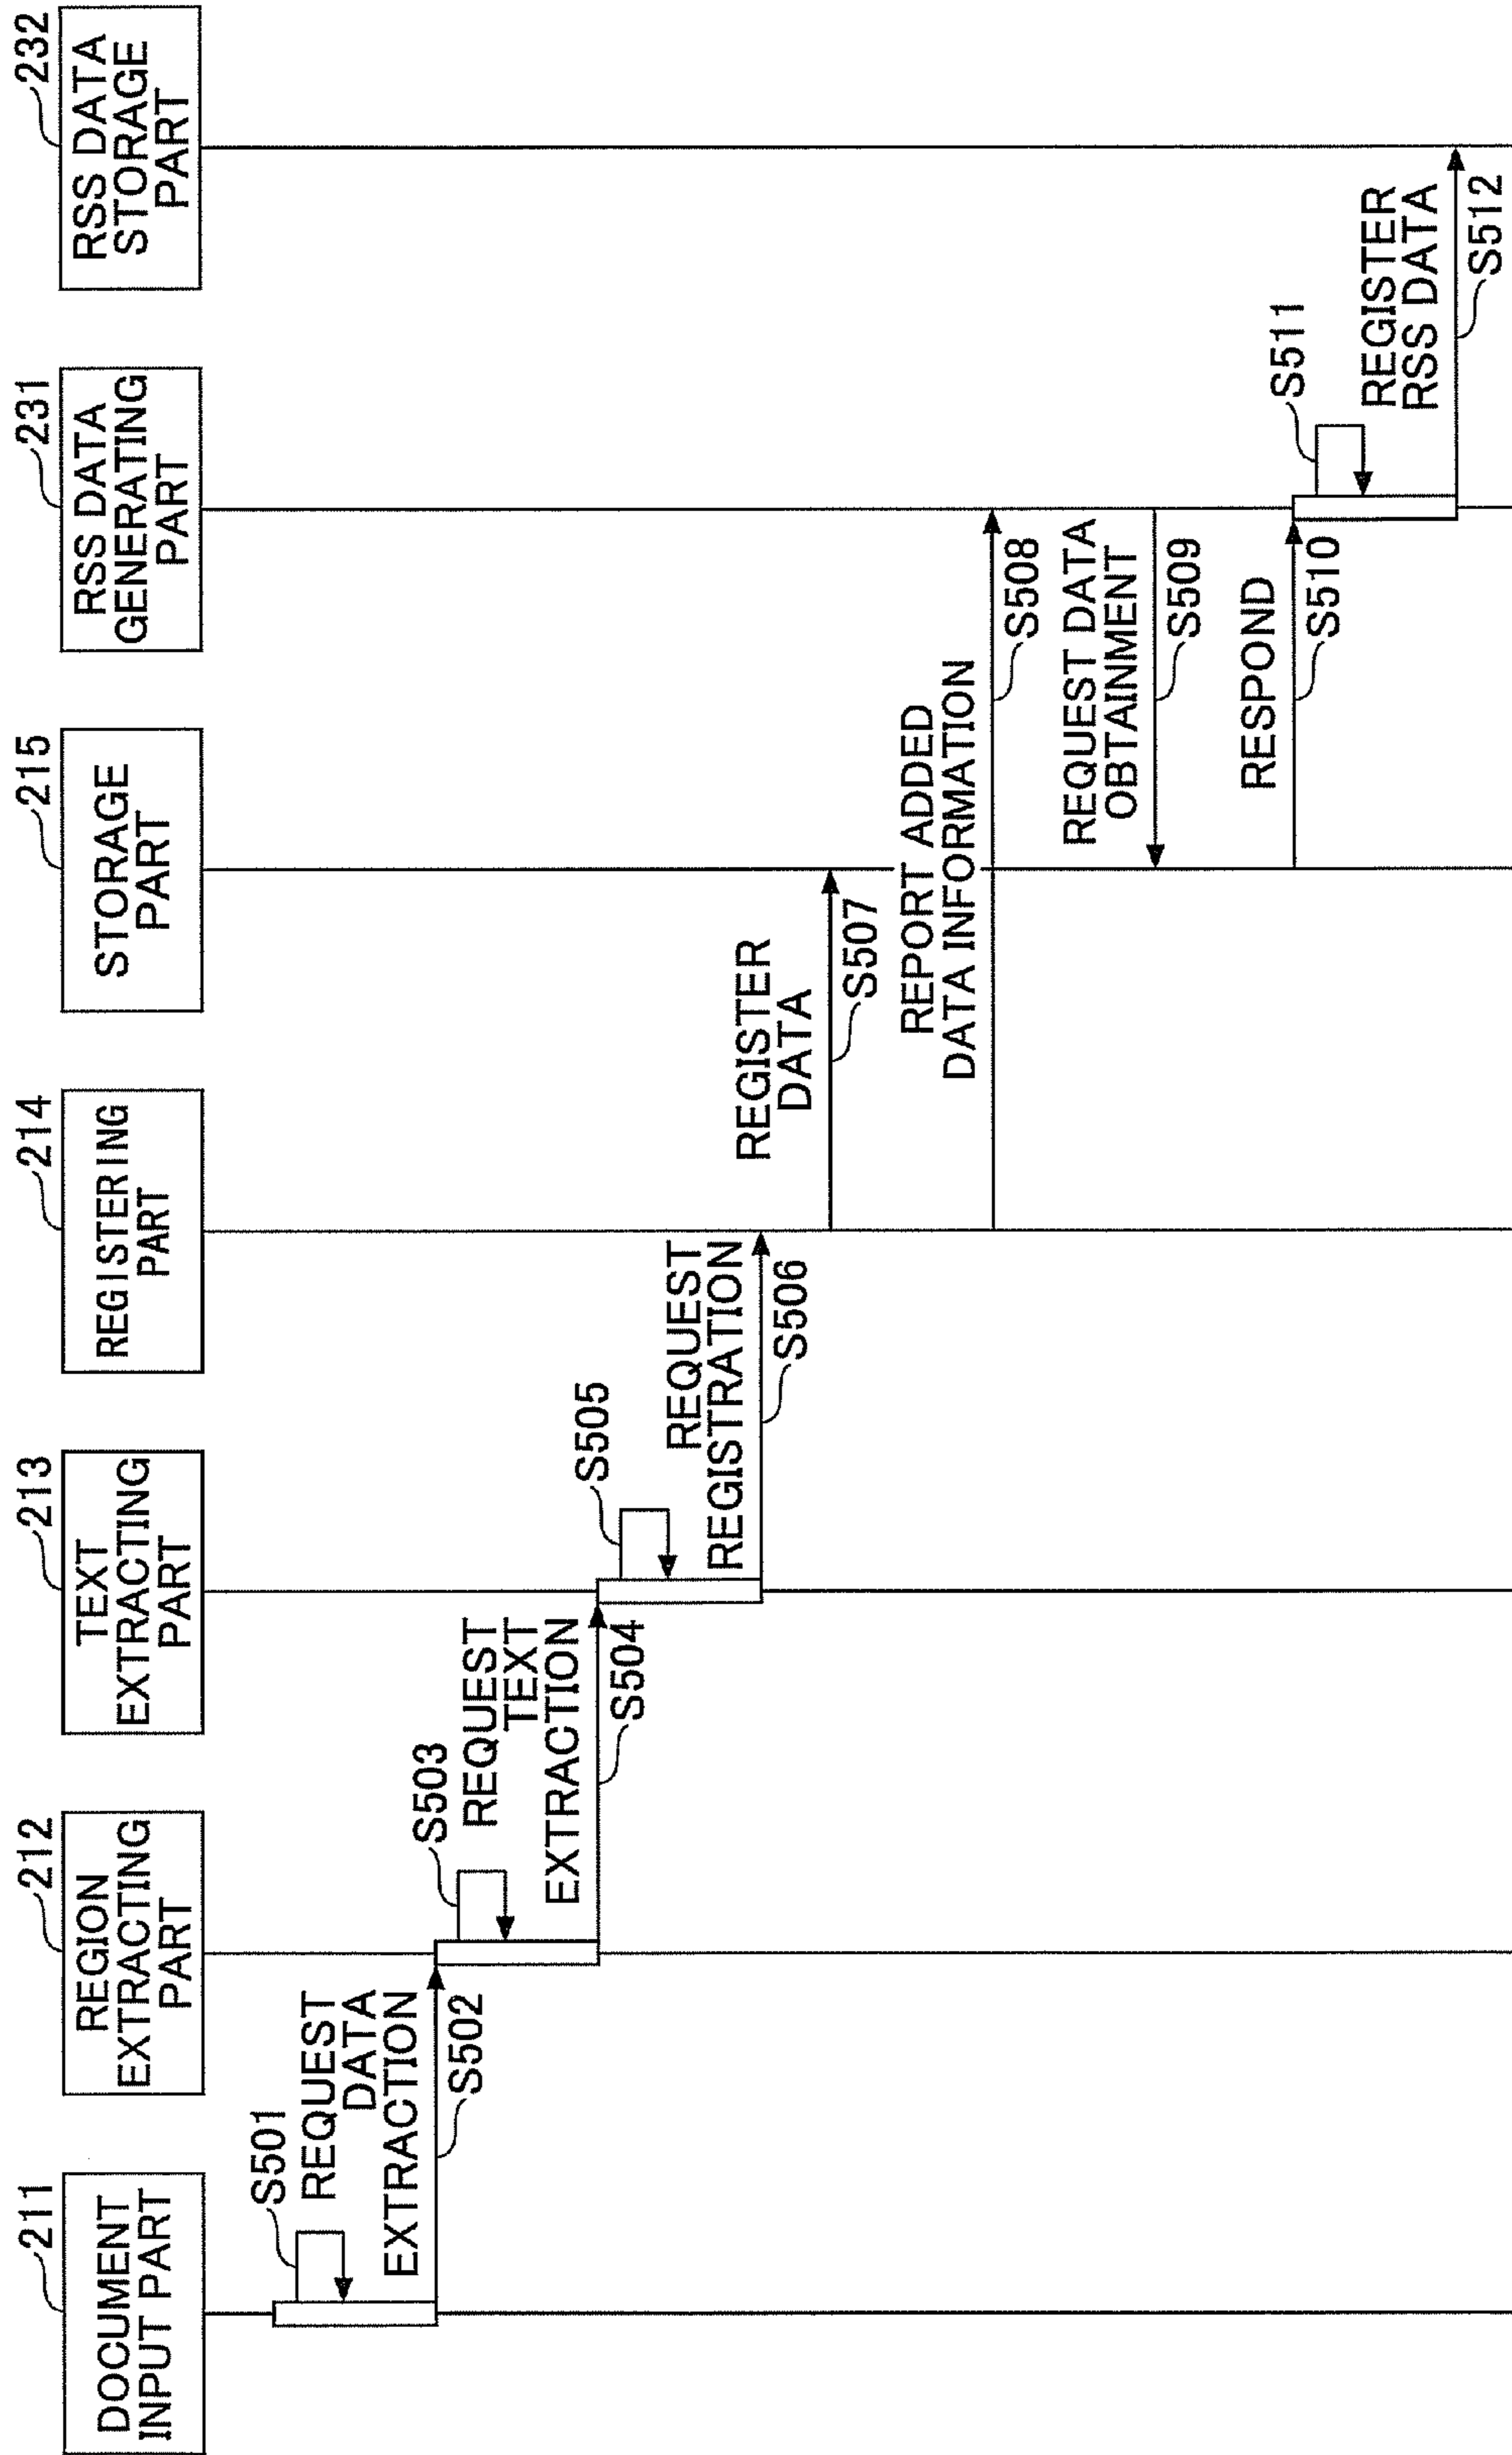 211
DOCUMENT
INPUT PART
212
REGION
EXTRACTING
PART
213
TEXT
EXTRACTING
PART
214
REGISTERING
PART
215
STORAGE
PART
231
RSS DATA
GENERATING
PART
232
RSS DATA
STORAGE
PART
S501
REQUEST
DATA
EXTRACTION
S502
S503
REQUEST
TEXT
EXTRACTION
S504
S505
REQUEST
REGISTRATION
S506
REGISTER
DATA
S507
REPORT ADDED
DATA INFORMATION
S508
REQUEST DATA
OBTAINMENT
S509
RESPOND
S510
S511
REGISTER
RSS DATA
S512